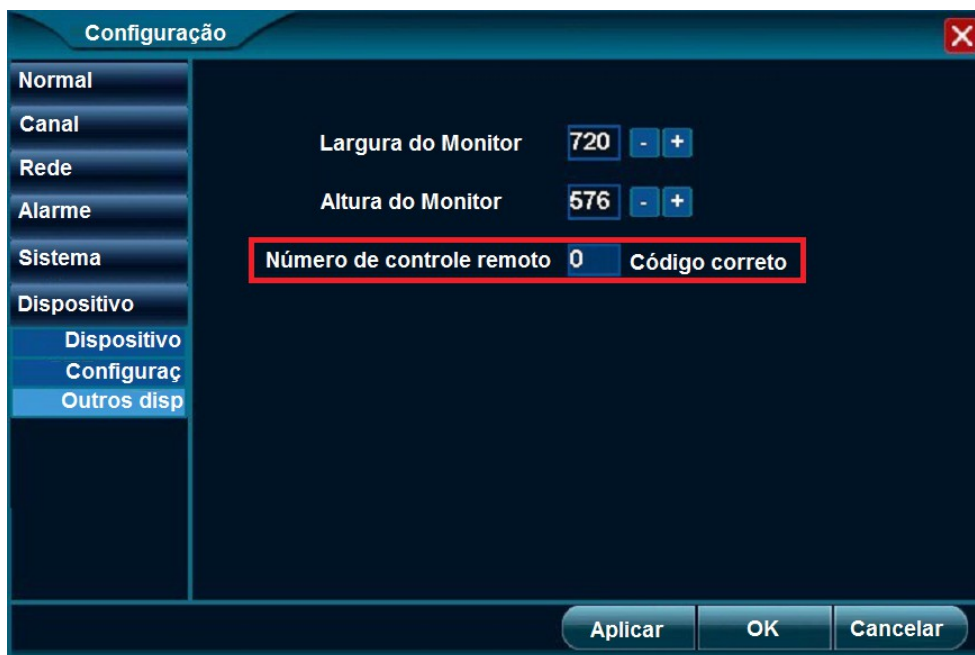 Configuração
Normal
Canal
Rede
Alarme
Sistema
Dispositivo
Dispositivo
Configuraç
Outros disp
Largura do Monitor 720 - +
Altura do Monitor 576 - +
Número de controle remoto 0 Código correto
Aplicar OK Cancelar